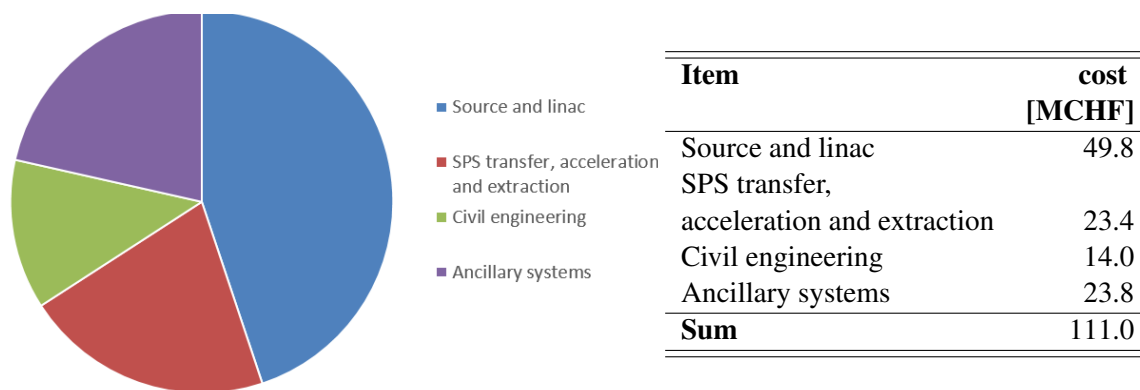 Source and linac
SPS transfer, acceleration
and extraction
Civil engineering
Ancillary systems
Item cost
[MCHF]
Source and linac 49.8
SPS transfer,
acceleration and extraction 23.4
Civil engineering 14.0
Ancillary systems 23.8
Sum 111.0